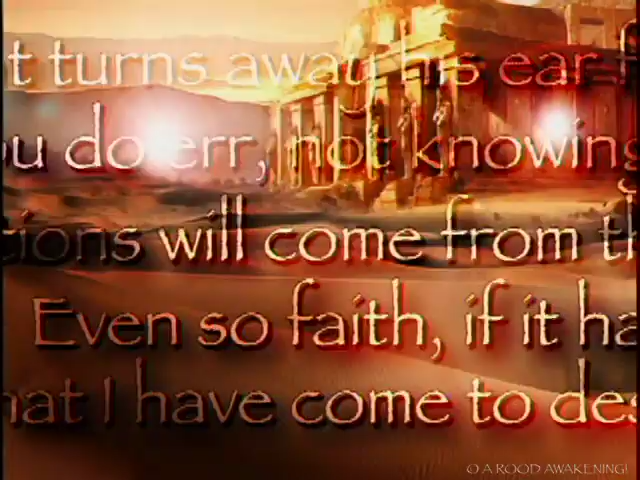 t turns away his ear f
ou do err, not knowing
tions will come from th
Even so faith, if it ha
hat I have come to des
© A ROOD AWAKENING!